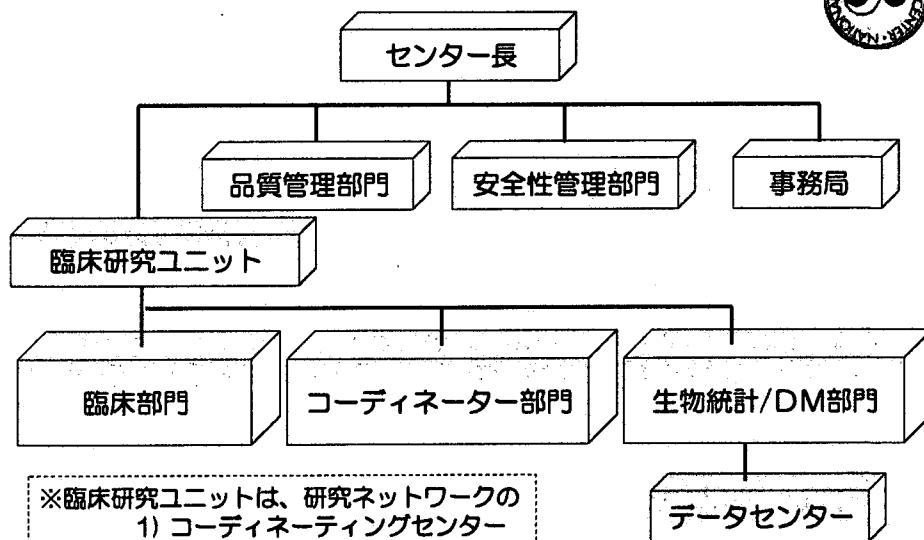 センター長
CENTER・NATIONA
品質管理部門
安全性管理部門
事務局
臨床研究ユニット
臨床部門
コーディネーター部門
生物統計/DM部門
データセンター
※臨床研究ユニットは、研究ネットワークの
1) コーディネーティングセンター